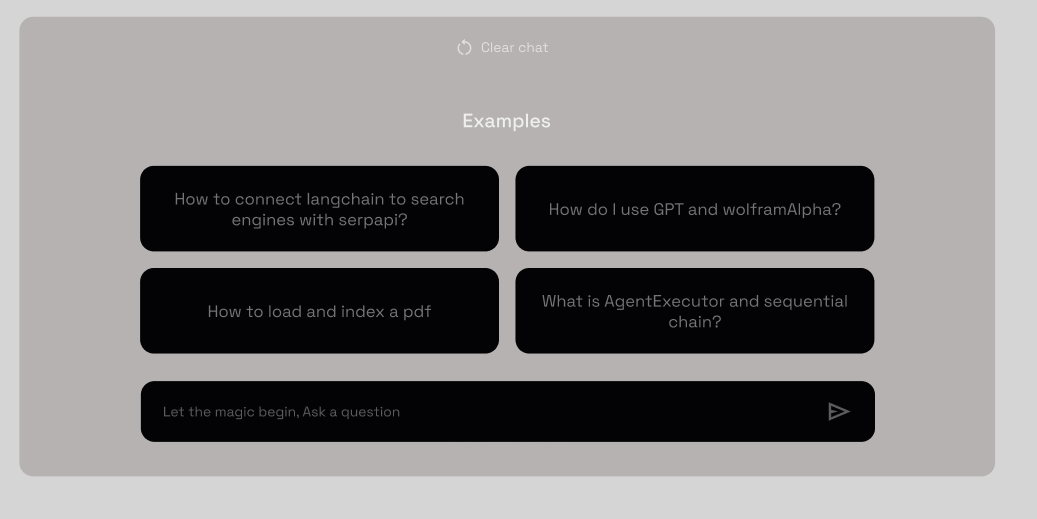 Clear chat
Examples
How to connect langchain to search
engines with serpapi?
How do I use GPT and wolframAlpha?
How to load and index a pdf
What is AgentExecutor and sequential
chain?
Let the magic begin, Ask a question